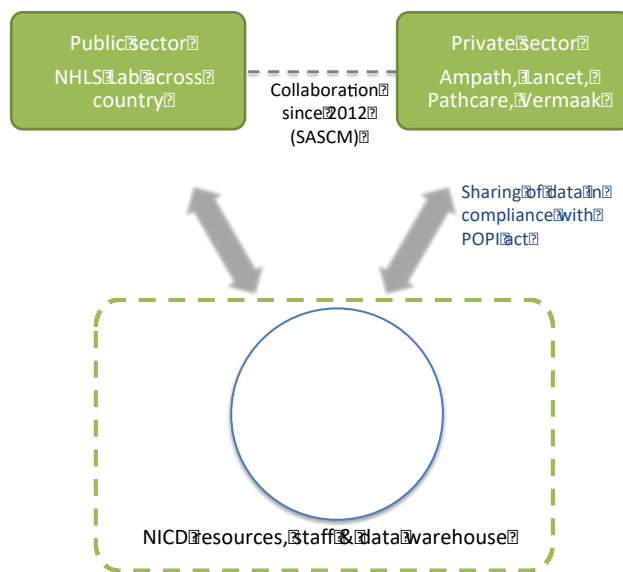 Public sector
NHLS Lab across
country
Private sector
Ampath, Lancet,
Pathcare, Vermaak
Collaboration
since 2012
(SASCM)
Sharing of data in
compliance with
POPI act
NICD resources, staff & data warehouse